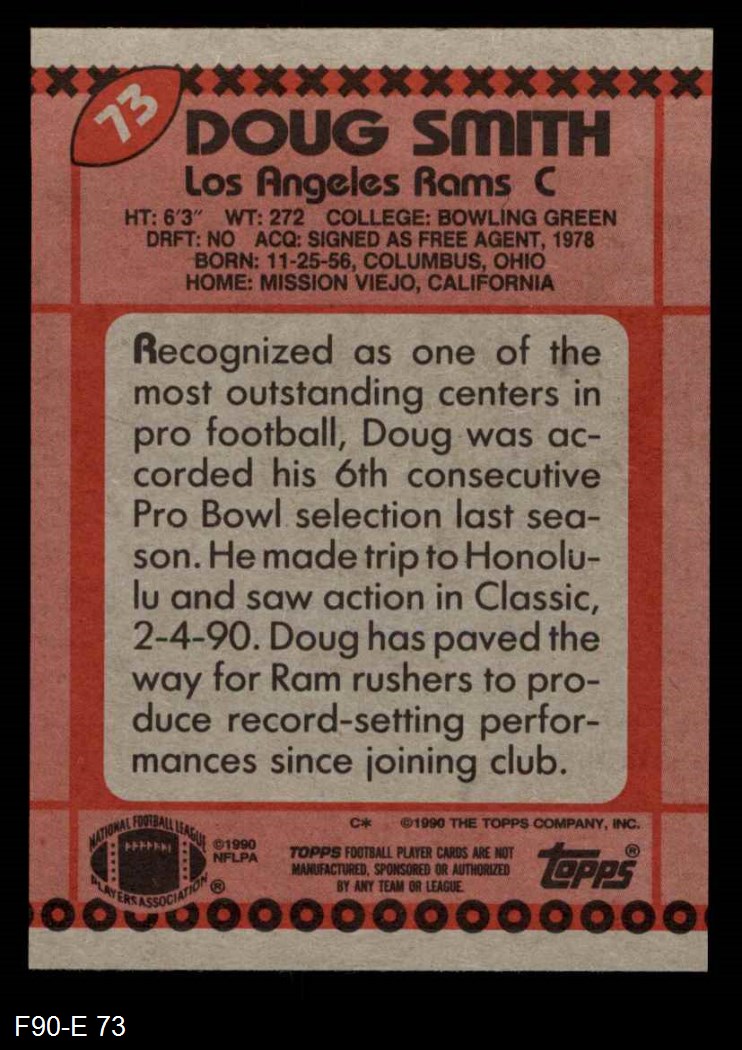 73
DOUG SMITH
Los Angeles Rams C
HT: 6'3" WT: 272 COLLEGE: BOWLING GREEN
DRFT: NO ACQ: SIGNED AS FREE AGENT, 1978
BORN: 11-25-56, COLUMBUS, OHIO
HOME: MISSION VIEJO, CALIFORNIA
Recognized as one of the
most outstanding centers in
pro football, Doug was ac-
corded his 6th consecutive
Pro Bowl selection last sea-
son. He made trip to Honolu-
lu and saw action in Classic,
2-4-90. Doug has paved the
way for Ram rushers to pro-
duce record-setting perfor-
mances since joining club.
C* ©1990 THE TOPPS COMPANY, INC.
NATIONAL FOOTBALL LEAGUE
PLAYERS ASSOCIATION ®
©1990
NFLPA
TOPPS FOOTBALL PLAYER CARDS ARE NOT
MANUFACTURED, SPONSORED OR AUTHORIZED
BY ANY TEAM OR LEAGUE.
topps®
F90-E 73